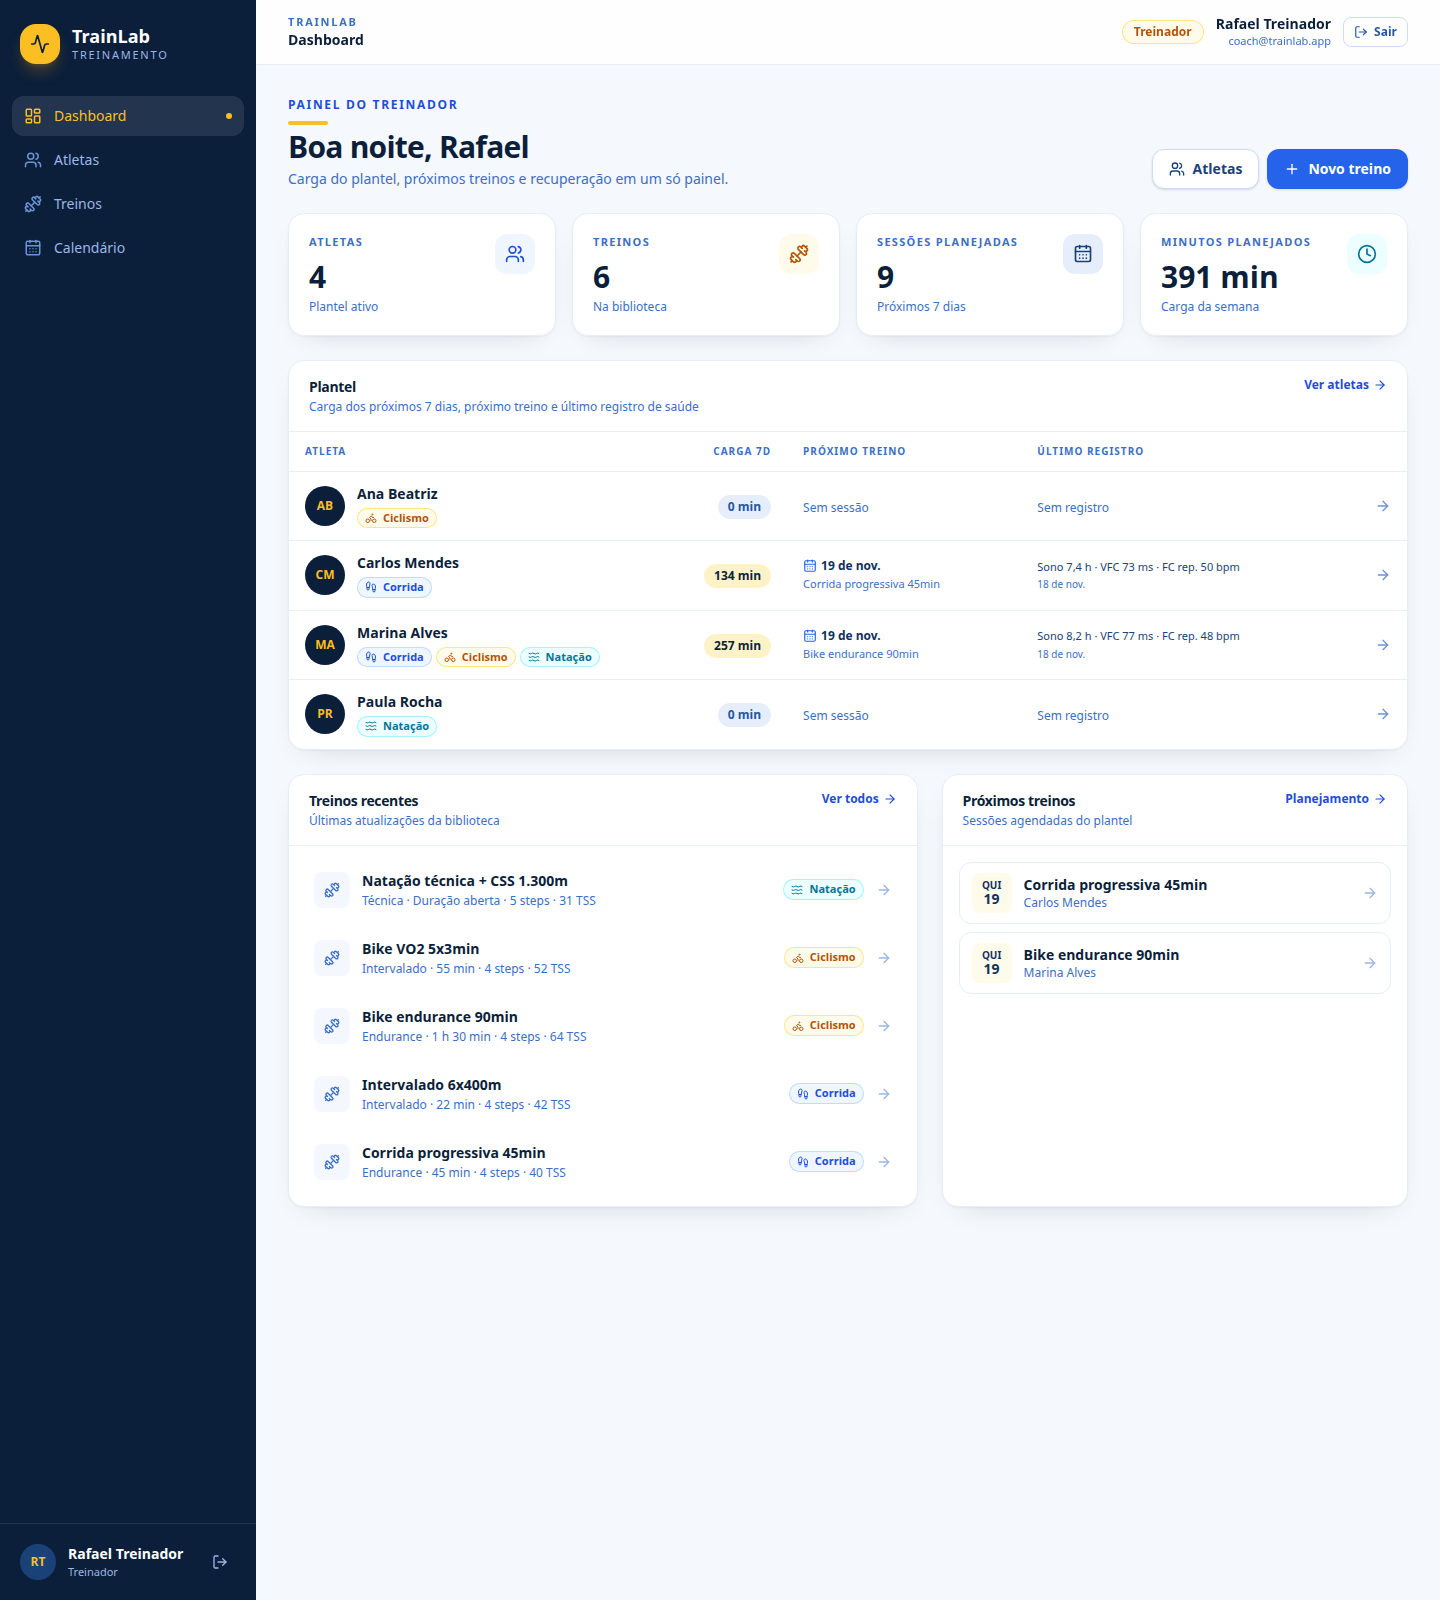 TrainLab
TREINAMENTO
Dashboard
Atletas
Treinos
Calendário
RT
Rafael Treinador
Treinador
TRAINLAB
Dashboard
Treinador
Rafael Treinador
coach@trainlab.app
Sair
PAINEL DO TREINADOR
Boa noite, Rafael
Carga do plantel, próximos treinos e recuperação em um só painel.
Atletas
Novo treino
ATLETAS
4
Plantel ativo
TREINOS
6
Na biblioteca
SESSÕES PLANEJADAS
9
Próximos 7 dias
MINUTOS PLANEJADOS
391 min
Carga da semana
Plantel
Carga dos próximos 7 dias, próximo treino e último registro de saúde
Ver atletas
ATLETA CARGA 7D PRÓXIMO TREINO ÚLTIMO REGISTRO
AB
Ana Beatriz
Ciclismo
0 min
Sem sessão
Sem registro
CM
Carlos Mendes
Corrida
134 min
19 de nov.
Corrida progressiva 45min
Sono 7,4 h · VFC 73 ms · FC rep. 50 bpm
18 de nov.
MA
Marina Alves
Corrida Ciclismo Natação
257 min
19 de nov.
Bike endurance 90min
Sono 8,2 h · VFC 77 ms · FC rep. 48 bpm
18 de nov.
PR
Paula Rocha
Natação
0 min
Sem sessão
Sem registro
Treinos recentes
Últimas atualizações da biblioteca
Ver todos
Natação técnica + CSS 1.300m
Técnica · Duração aberta · 5 steps · 31 TSS
Natação
Bike VO2 5x3min
Intervalado · 55 min · 4 steps · 52 TSS
Ciclismo
Bike endurance 90min
Endurance · 1 h 30 min · 4 steps · 64 TSS
Ciclismo
Intervalado 6x400m
Intervalado · 22 min · 4 steps · 42 TSS
Corrida
Corrida progressiva 45min
Endurance · 45 min · 4 steps · 40 TSS
Corrida
Próximos treinos
Sessões agendadas do plantel
Planejamento
QUI
19
Corrida progressiva 45min
Carlos Mendes
QUI
19
Bike endurance 90min
Marina Alves